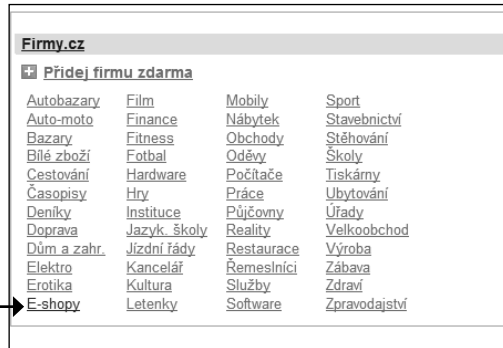 Firmy.cz
Přidej firmu zdarma
Autobazary Film Mobily Sport
Auto-moto Finance Nábytek Stavebnictví
Bazary Fitness Obchody Stěhování
Bílé zboží Fotbal Oděvy Školy
Cestování Hardware Počítače Tiskárny
Časopisy Hry Práce Ubytování
Deníky Instituce Půjčovny Úřady
Doprava Jazyk. školy Reality Velkoobchod
Dům a zahr. Jízdní řády Restaurace Výroba
Elektro Kancelář Řemeslníci Zábava
Erotika Kultura Služby Zdraví
E-shopy Letenky Software Zpravodajství